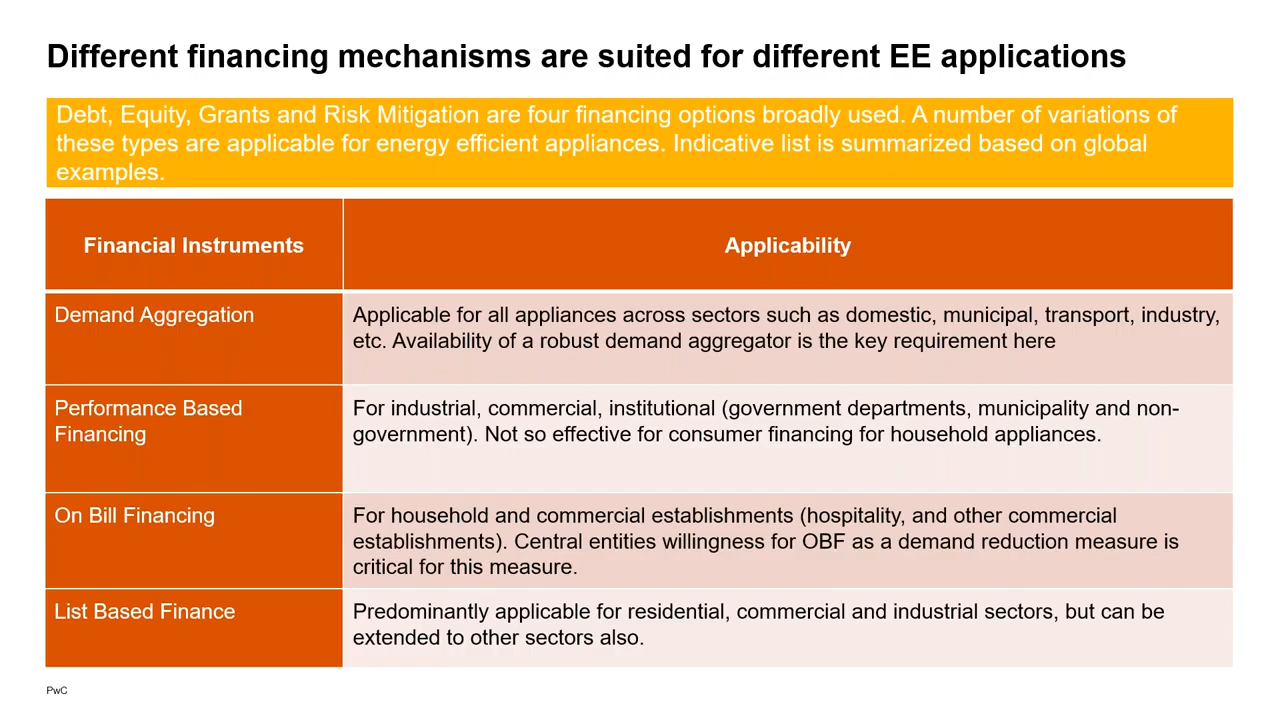 Different financing mechanisms are suited for different EE applications
Debt, Equity, Grants and Risk Mitigation are four financing options broadly used. A number of variations of
these types are applicable for energy efficient appliances. Indicative list is summarized based on global
examples.
Financial Instruments
Applicability
Demand Aggregation
Applicable for all appliances across sectors such as domestic, municipal, transport, industry,
etc. Availability of a robust demand aggregator is the key requirement here
Performance Based
Financing
For industrial, commercial, institutional (government departments, municipality and non-
government). Not so effective for consumer financing for household appliances.
On Bill Financing
For household and commercial establishments (hospitality, and other commercial
establishments). Central entities willingness for OBF as a demand reduction measure is
critical for this measure.
List Based Finance
Predominantly applicable for residential, commercial and industrial sectors, but can be
extended to other sectors also.
PwC